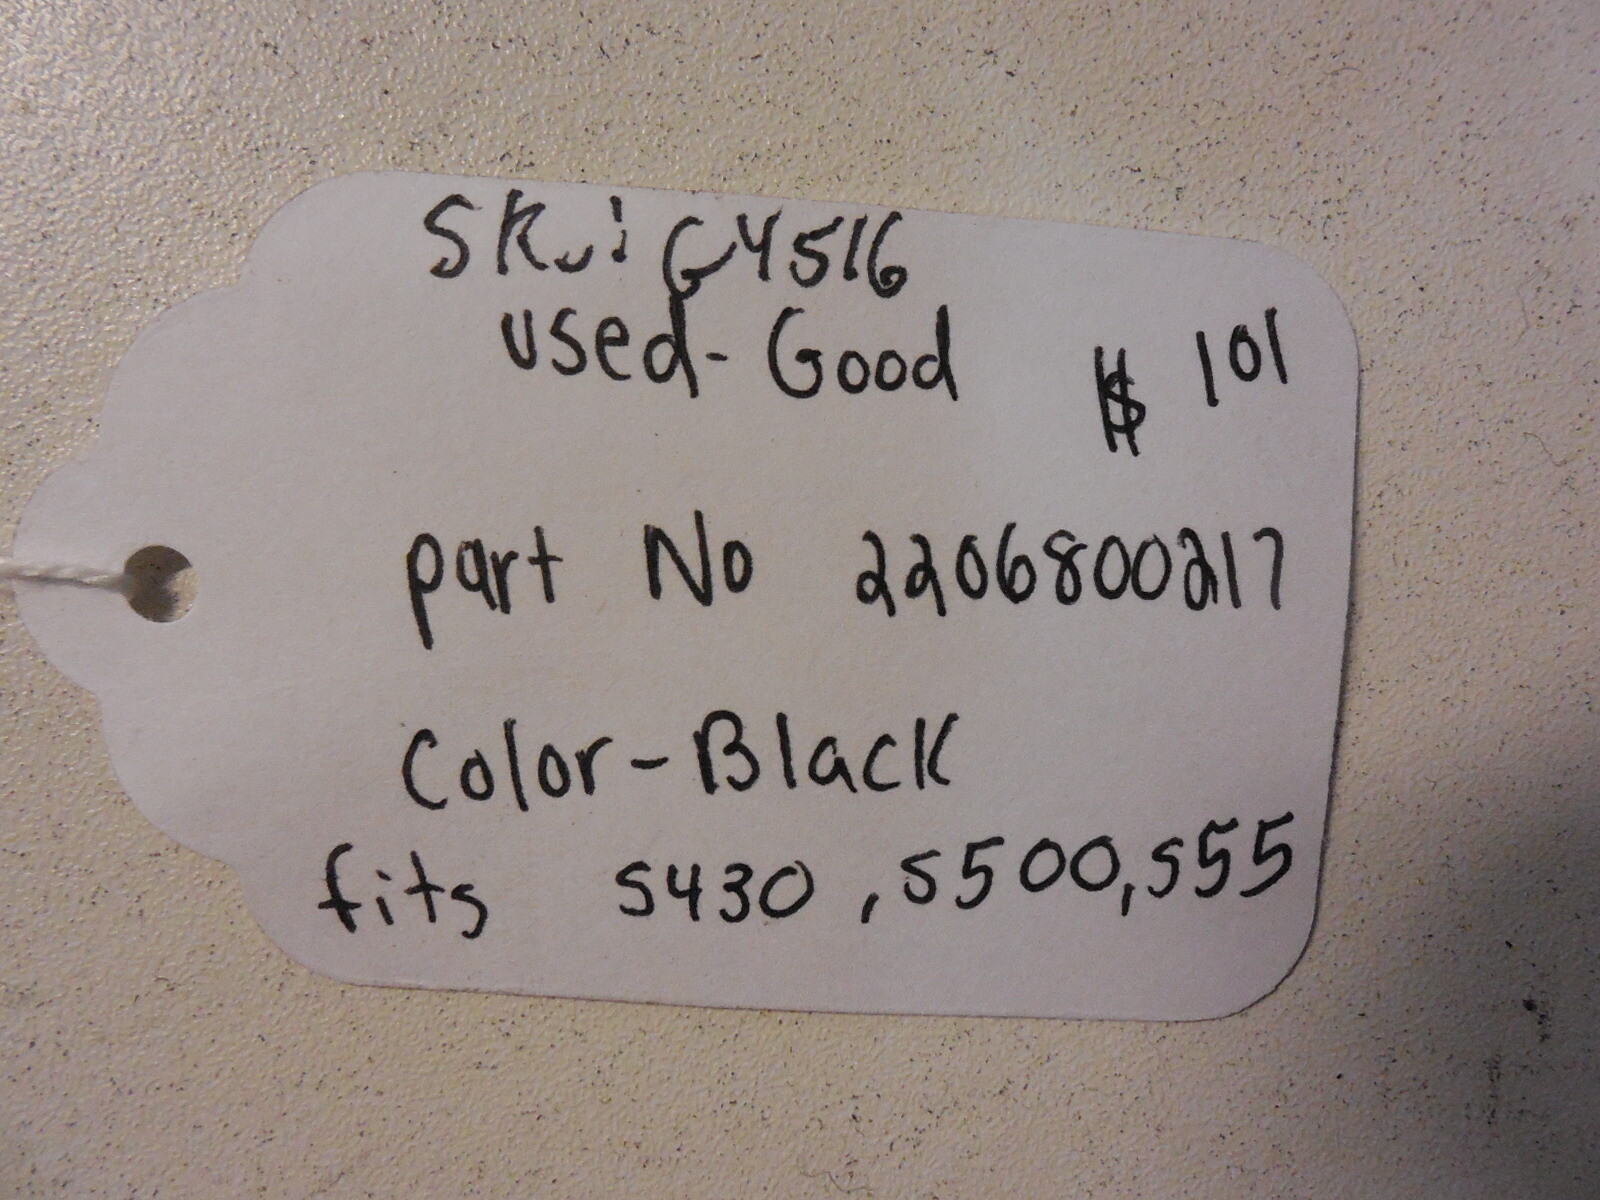 SKU: G4516
Used-Good $ 101
part No 2206800217
Color-Black
fits S430, S500, S55